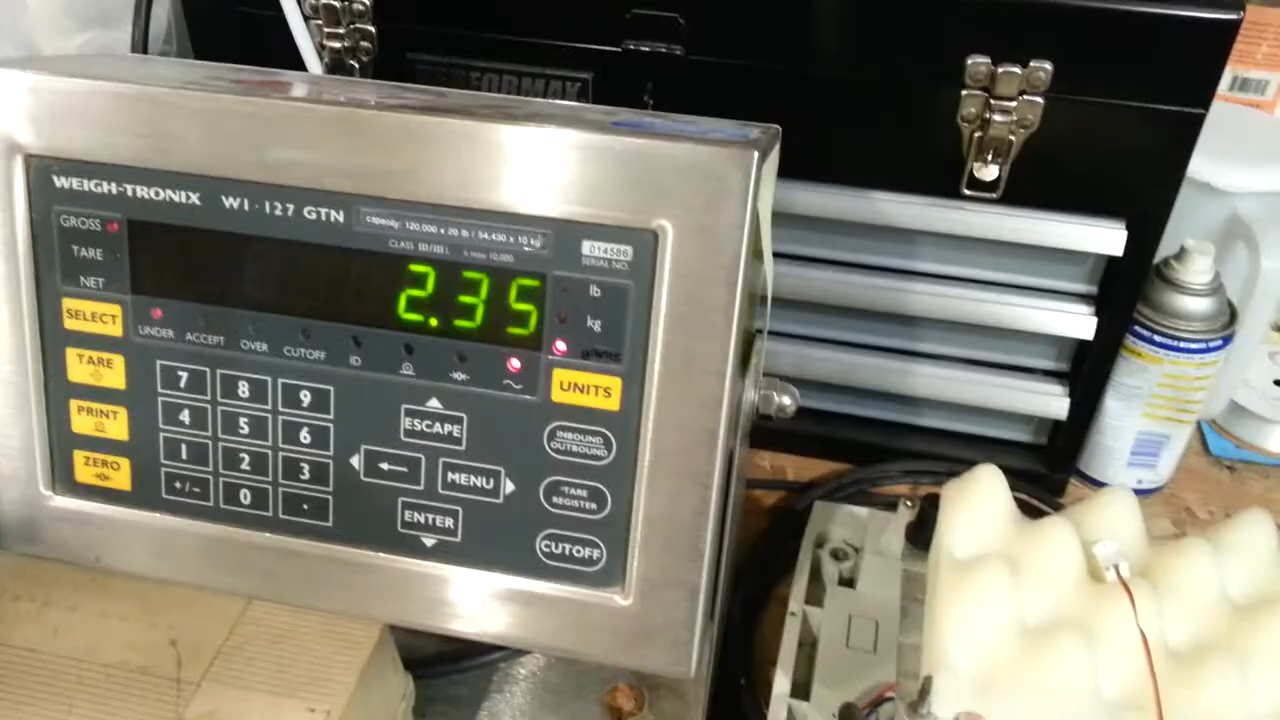 WEIGH-TRONIX WI-127 GTN
capacity: 120,000 x 20 lb / 54,430 x 10 kg
CLASS III/III L n max 10,000
014586
SERIAL NO.
GROSS
TARE
NET
2.35
lb
kg
UNDER ACCEPT OVER CUTOFF ID
SELECT
TARE
PRINT
ZERO
7 8 9
4 5 6
1 2 3
+/- 0 .
ESCAPE
MENU
ENTER
UNITS
INBOUND
OUTBOUND
TARE
REGISTER
CUTOFF